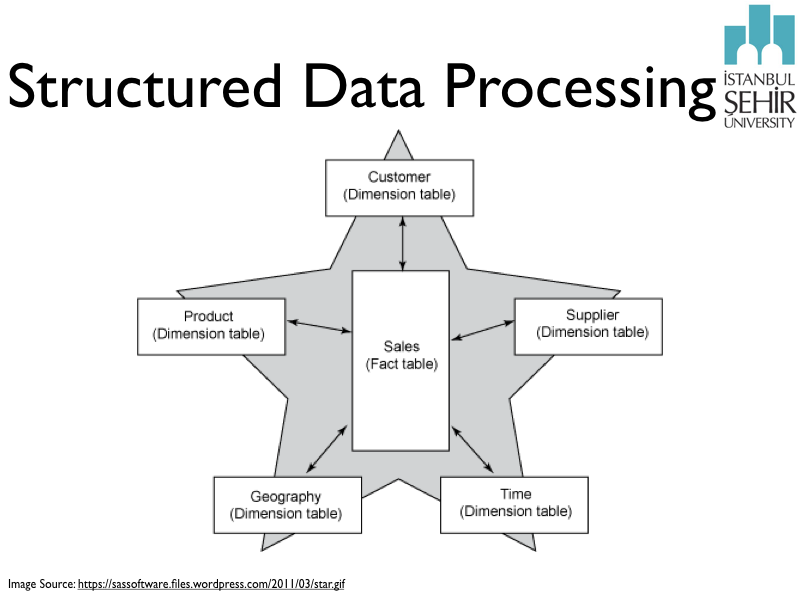 Structured Data Processing
İSTANBUL
ŞEHİR
UNIVERSITY
Customer
(Dimension table)
Product
(Dimension table)
Supplier
(Dimension table)
Sales
(Fact table)
Geography
(Dimension table)
Time
(Dimension table)
Image Source: https://sassoftware.files.wordpress.com/2011/03/star.gif